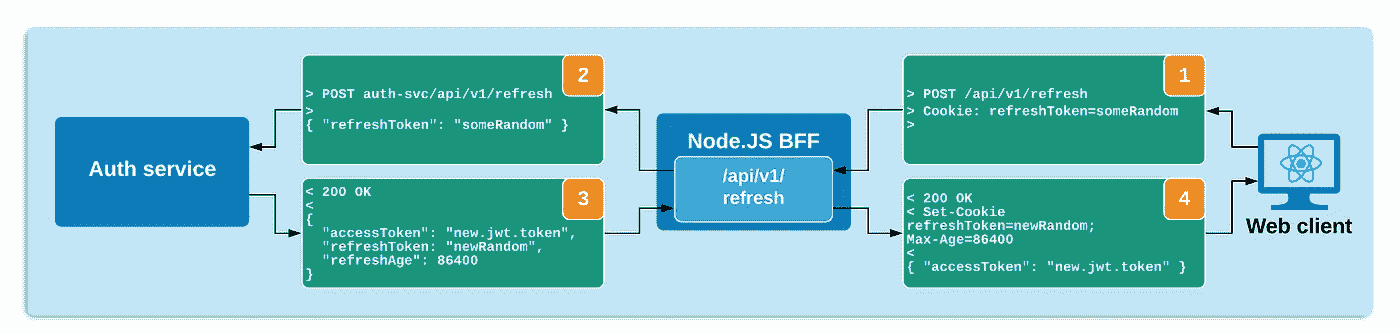 2
> POST auth-svc/api/v1/refresh
>
{ "refreshToken": "someRandom" }
1
> POST /api/v1/refresh
> Cookie: refreshToken=someRandom
>
Auth service
Node.JS BFF
/api/v1/
refresh
3
< 200 OK
<
{
"accessToken": "new.jwt.token",
"refreshToken: "newRandom",
"refreshAge": 86400
}
4
< 200 OK
< Set-Cookie
refreshToken=newRandom;
Max-Age=86400
<
{ "accessToken": "new.jwt.token" }
Web client